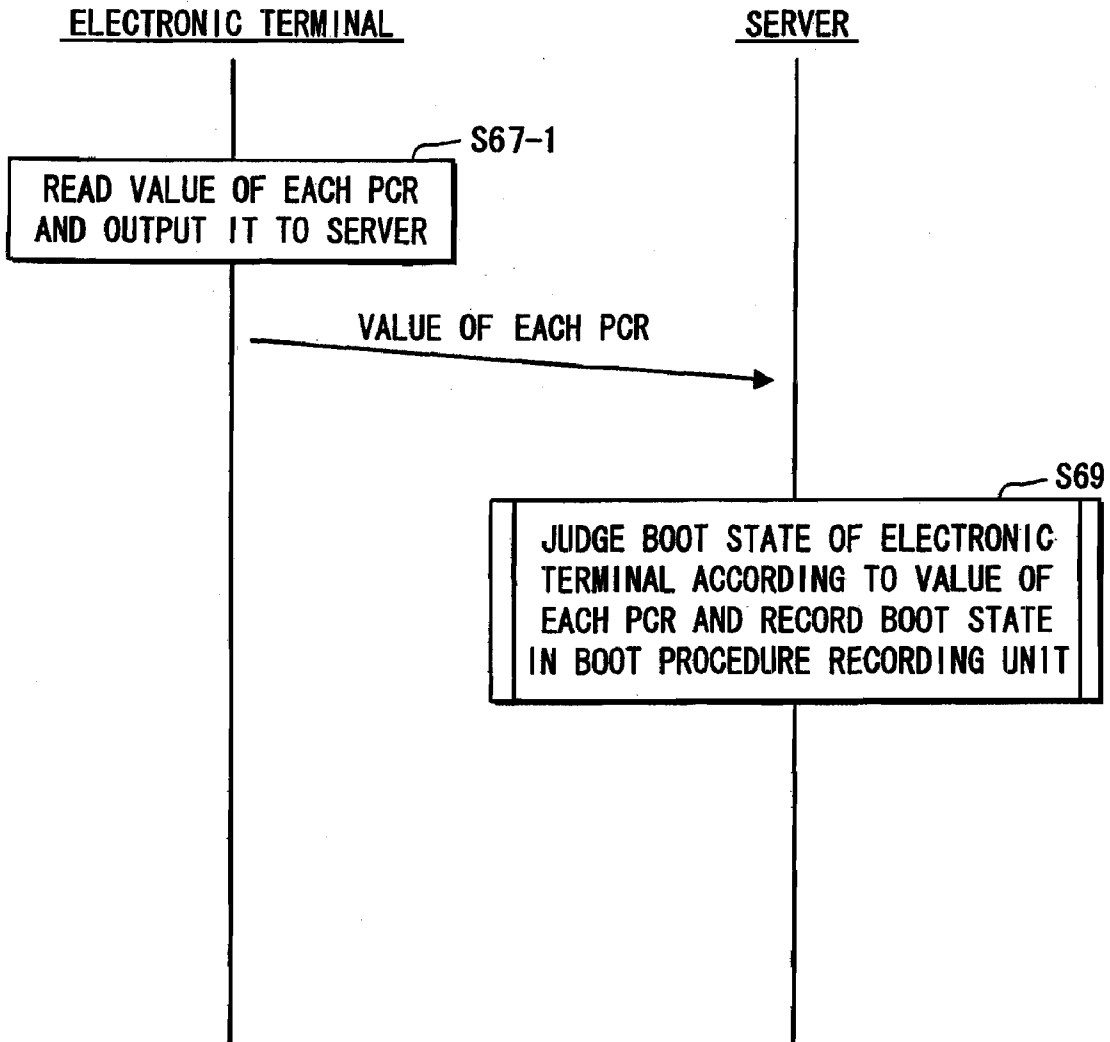 ELECTRONIC TERMINAL
SERVER
S67-1
READ VALUE OF EACH PCR
AND OUTPUT IT TO SERVER
VALUE OF EACH PCR
S69
JUDGE BOOT STATE OF ELECTRONIC
TERMINAL ACCORDING TO VALUE OF
EACH PCR AND RECORD BOOT STATE
IN BOOT PROCEDURE RECORDING UNIT